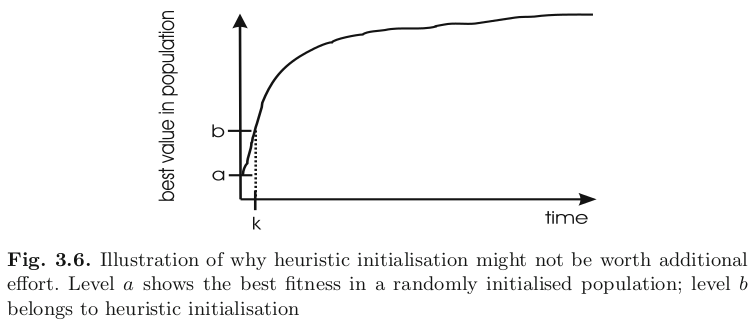 best value in population
b
a
k
time
Fig. 3.6. Illustration of why heuristic initialisation might not be worth additional
effort. Level a shows the best fitness in a randomly initialised population; level b
belongs to heuristic initialisation